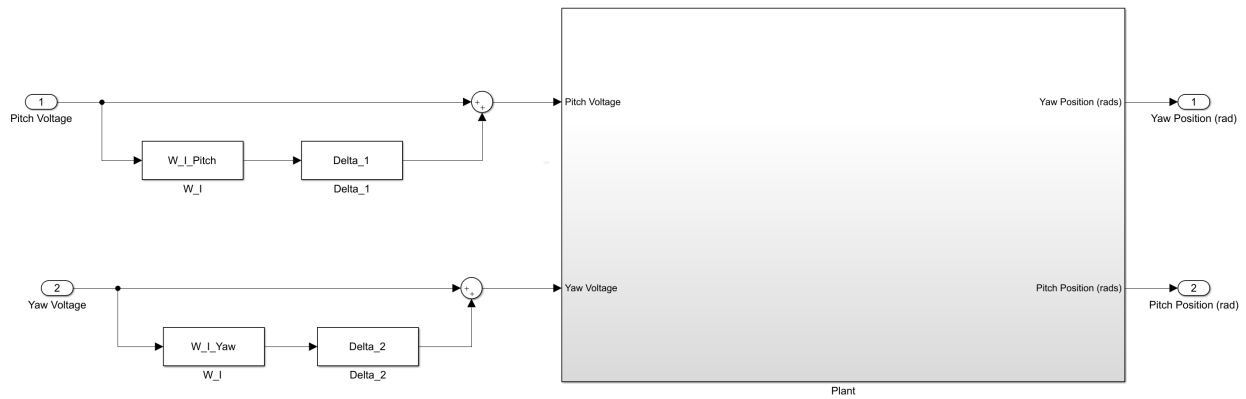 1
Pitch Voltage
+
+
Pitch Voltage
Yaw Position (rads)
1
Yaw Position (rad)
W_I_Pitch
W_I
Delta_1
Delta_1
2
Yaw Voltage
+
+
Yaw Voltage
Pitch Position (rads)
2
Pitch Position (rad)
W_I_Yaw
W_I
Delta_2
Delta_2
Plant